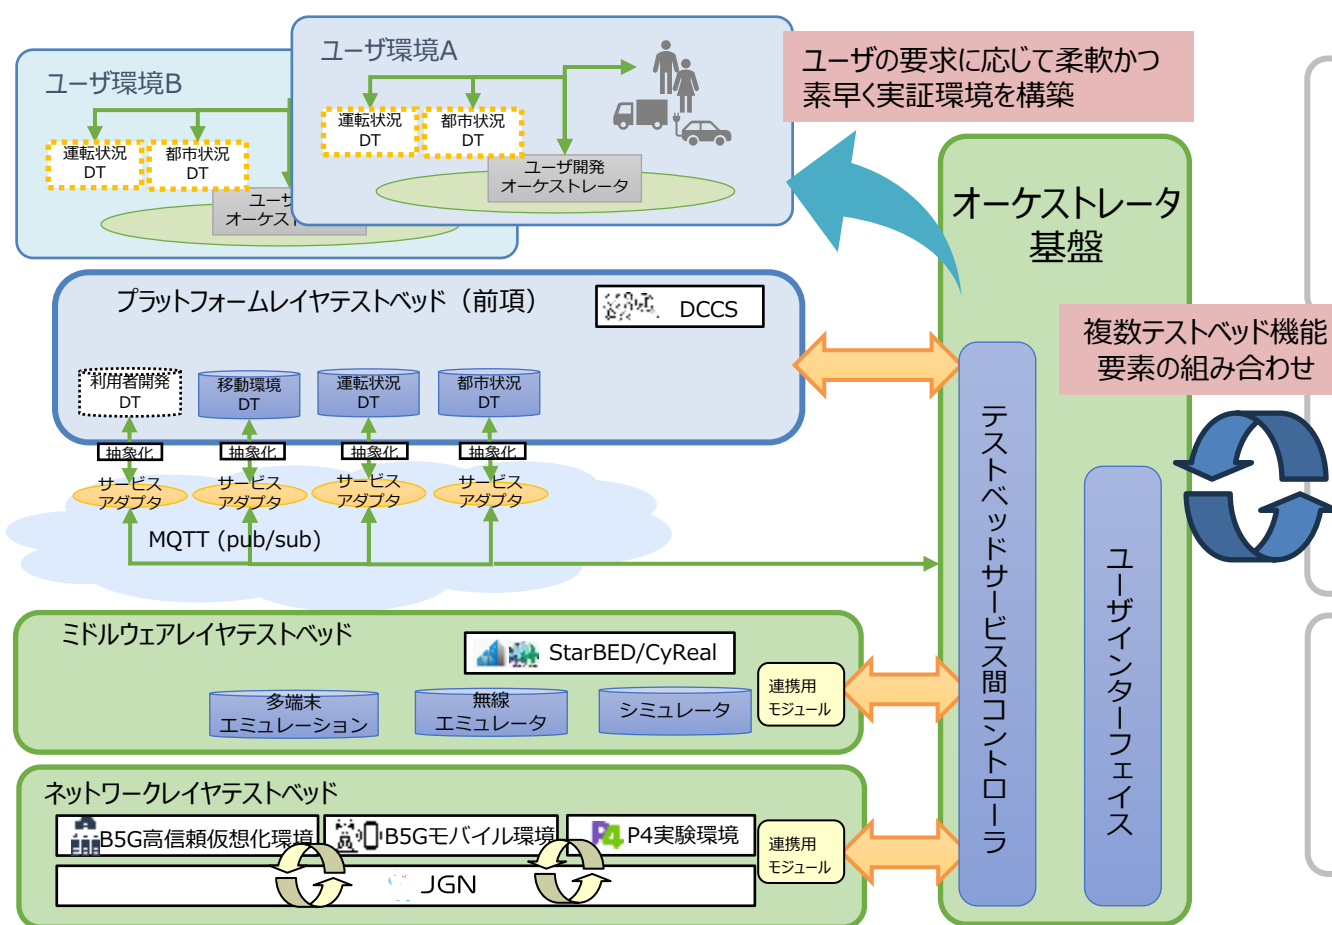 ユーザ環境A
ユーザ環境B
運転状況
DT
都市状況
DT
ユーザ開発
オーケストレータ
運転状況
DT
都市状況
DT
ユーザ
オーケスト
ユーザの要求に応じて柔軟かつ
素早く実証環境を構築
オーケストレータ
基盤
複数テストベッド機能
要素の組み合わせ
プラットフォームレイヤテストベッド（前項）
DCCS
利用者開発
DT
移動環境
DT
運転状況
DT
都市状況
DT
抽象化
抽象化
抽象化
抽象化
サービス
アダプタ
サービス
アダプタ
サービス
アダプタ
サービス
アダプタ
MQTT (pub/sub)
テストベッドサービス間コントローラ
ユーザインターフェイス
ミドルウェアレイヤテストベッド
StarBED/CyReal
多端末
エミュレーション
無線
エミュレータ
シミュレータ
連携用
モジュール
ネットワークレイヤテストベッド
B5G高信頼仮想化環境
B5Gモバイル環境
P4 P4実験環境
連携用
モジュール
JGN